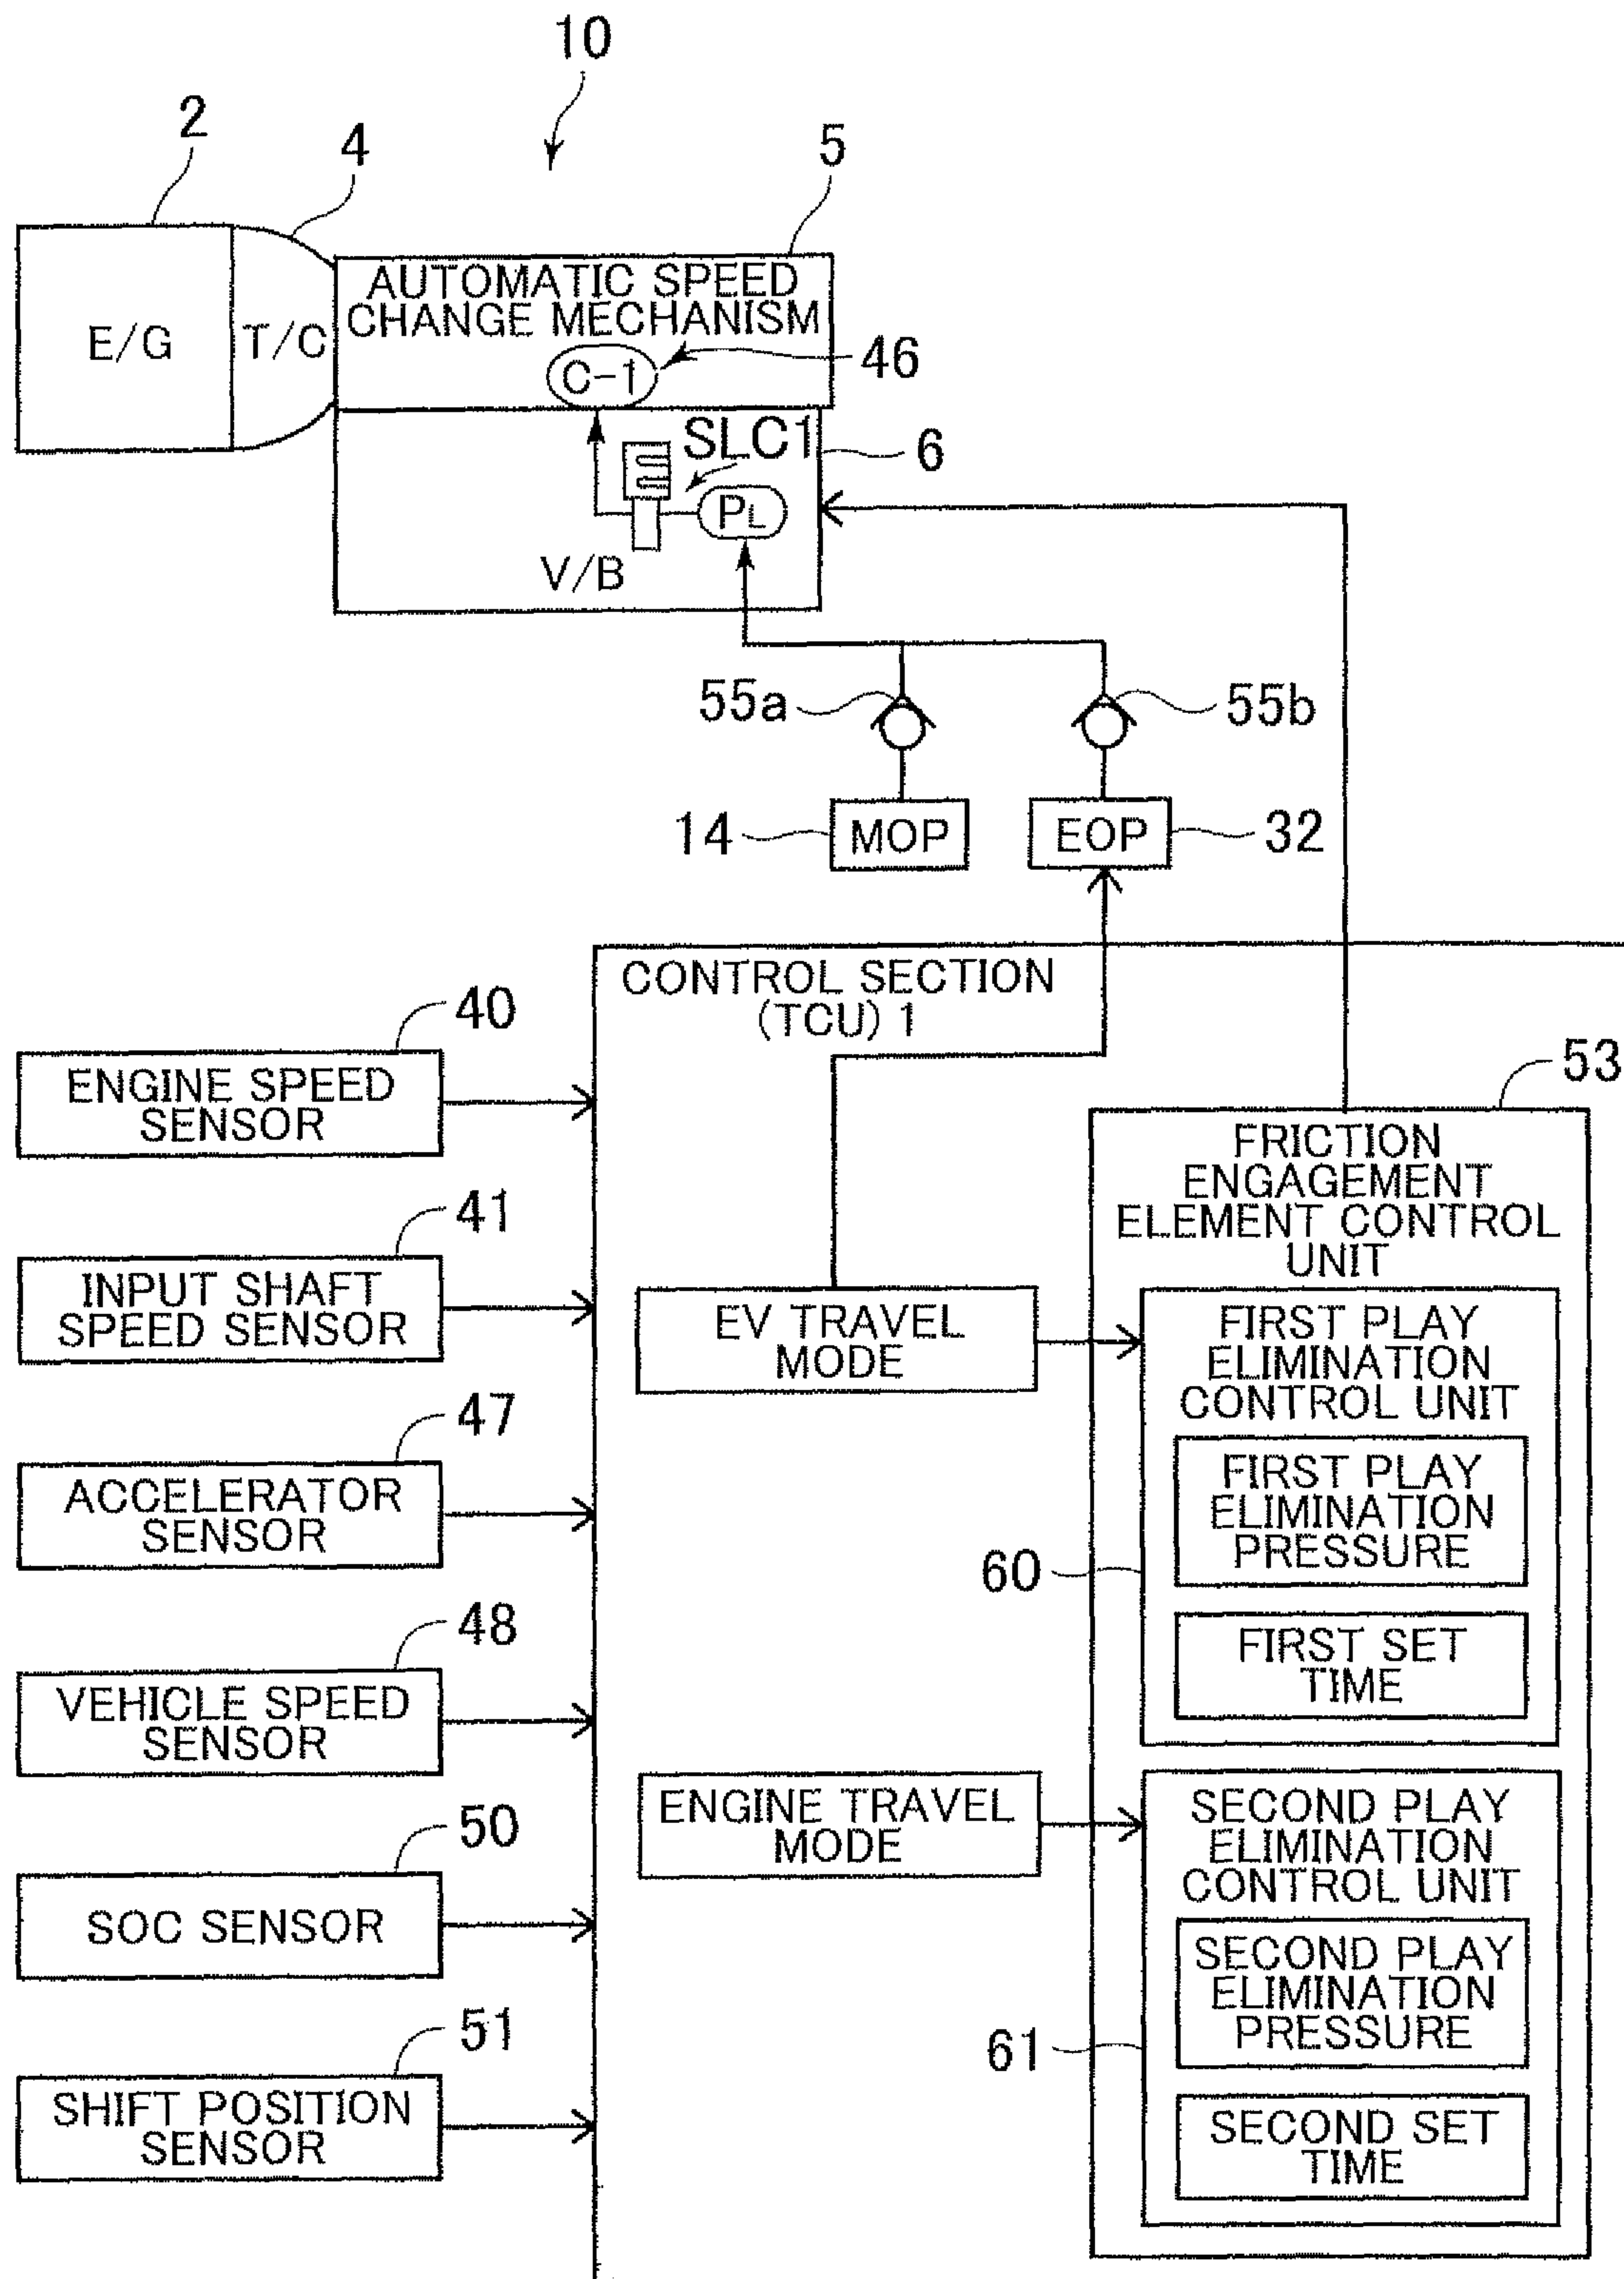 10
2
4
5
AUTOMATIC SPEED
CHANGE MECHANISM
E/G
T/C
C-1
46
SLC1
6
PL
V/B
55a
55b
14
MOP
EOP
32
CONTROL SECTION
(TCU) 1
40
ENGINE SPEED
SENSOR
53
FRICTION
ENGAGEMENT
ELEMENT CONTROL
UNIT
41
INPUT SHAFT
SPEED SENSOR
EV TRAVEL
MODE
FIRST PLAY
ELIMINATION
CONTROL UNIT
47
ACCELERATOR
SENSOR
FIRST PLAY
ELIMINATION
PRESSURE
60
48
VEHICLE SPEED
SENSOR
FIRST SET
TIME
ENGINE TRAVEL
MODE
SECOND PLAY
ELIMINATION
CONTROL UNIT
50
SOC SENSOR
SECOND PLAY
ELIMINATION
PRESSURE
61
51
SHIFT POSITION
SENSOR
SECOND SET
TIME